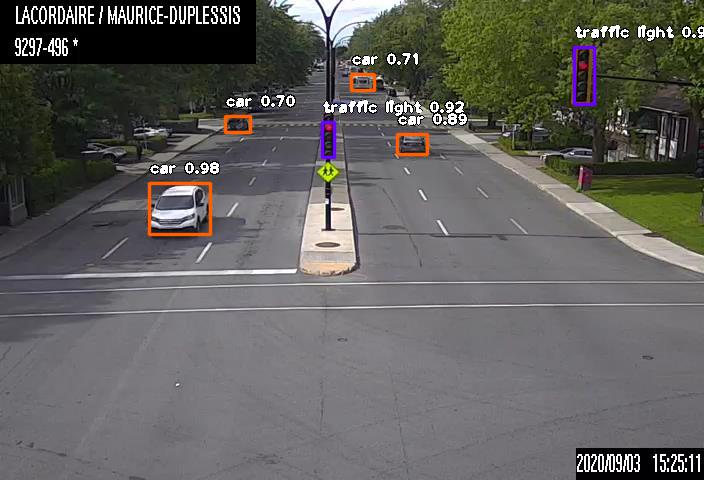 LACORDAIRE / MAURICE-DUPLESSIS
9297-496 *
traffic light 0.9
car 0.71
car 0.70
traffic light 0.92
car 0.89
car 0.98
2020/09/03 15:25:11